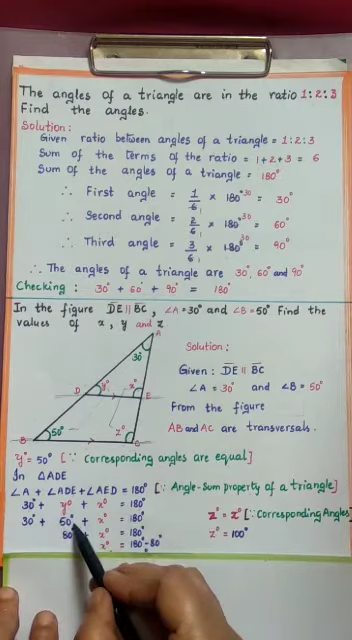 The angles of a triangle are in the ratio 1:2:3
Find the angles.
Solution:
Given ratio between angles of a triangle = 1:2:3
Sum of the terms of the ratio = 1+2+3 = 6
Sum of the angles of a triangle = 180°
∴ First angle = 1/6 × 180° 30 = 30°
∴ Second angle = 2/6 × 180° 30 = 60°
∴ Third angle = 3/6 × 180° 30 = 90°
∴ The angles of a triangle are 30°, 60° and 90°
Checking: 30° + 60° + 90° = 180°
In the figure DE || BC, ∠A = 30° and ∠B = 50° Find the
values of x, y and z
A
30°
D
y°
x°
E
B
50°
z°
C
Solution:
Given: DE || BC
∠A = 30° and ∠B = 50°
From the figure
AB and AC are transversals.
y° = 50° [∵ Corresponding angles are equal]
In △ADE
∠A + ∠ADE + ∠AED = 180° [∵ Angle-Sum property of a triangle]
30° + y° + x° = 180°
30° + 50° + x° = 180°
80° + x° = 180°
x° = 180° - 80°
z° = x° [∵ Corresponding Angles]
z° = 100°